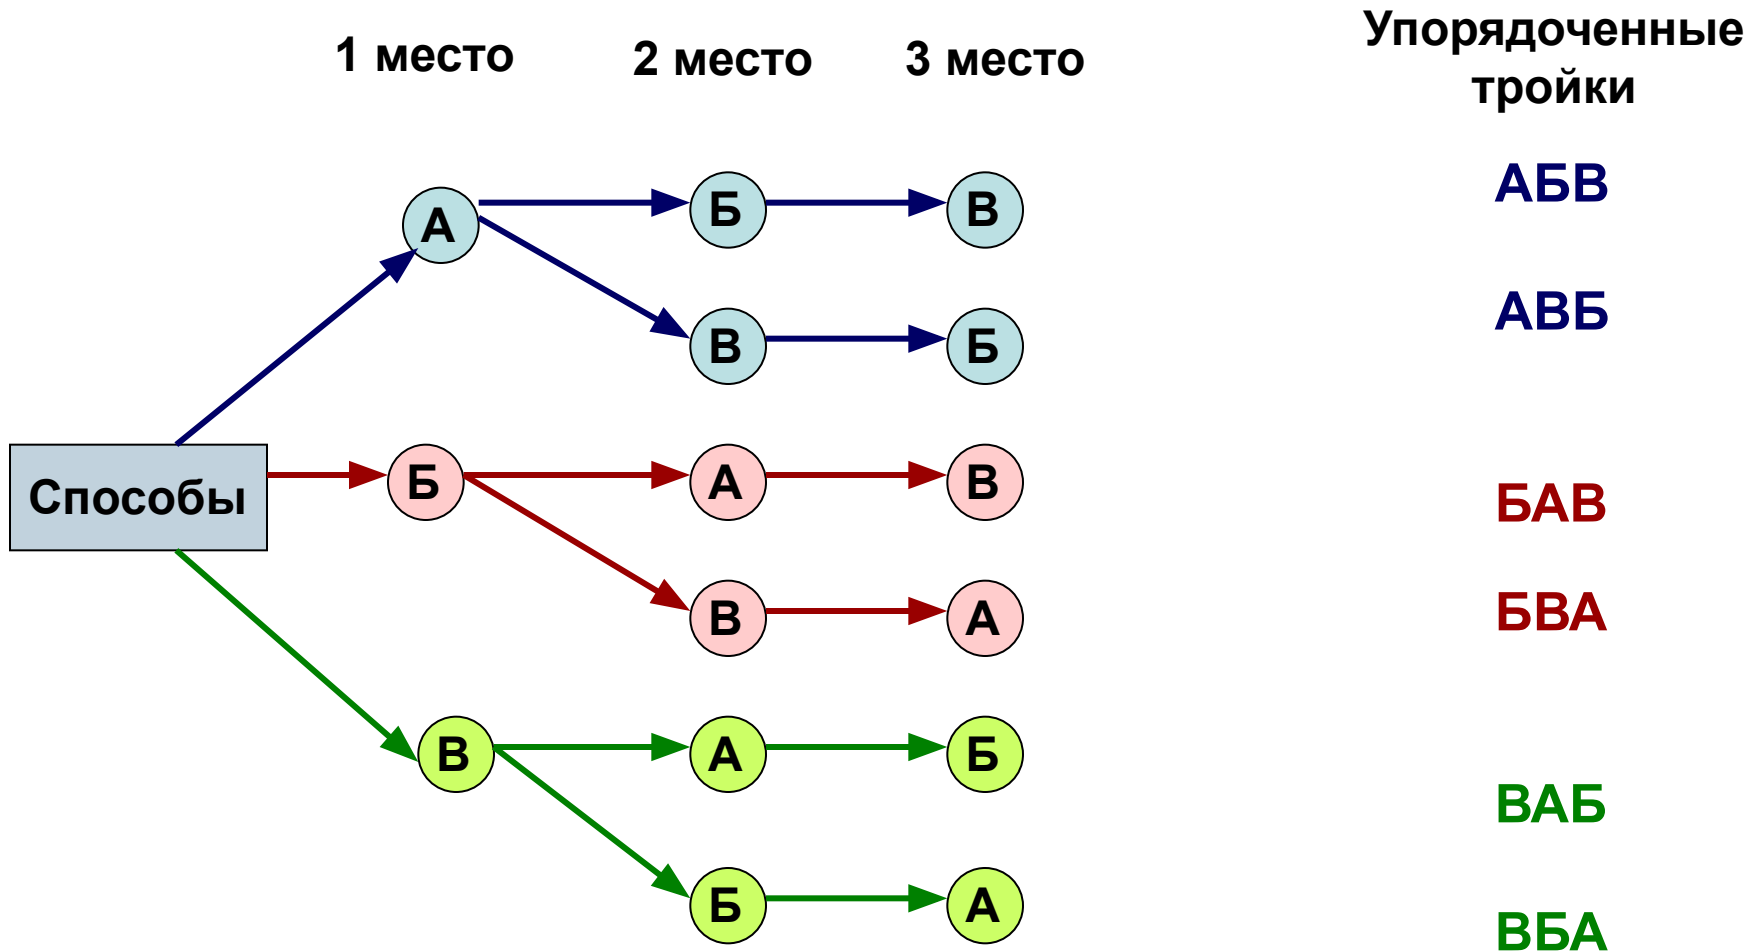 1 место 2 место 3 место
Упорядоченные
тройки
А Б В АБВ
В Б АВБ
Способы Б А В БАВ
В А БВА
В А Б ВАБ
Б А ВБА